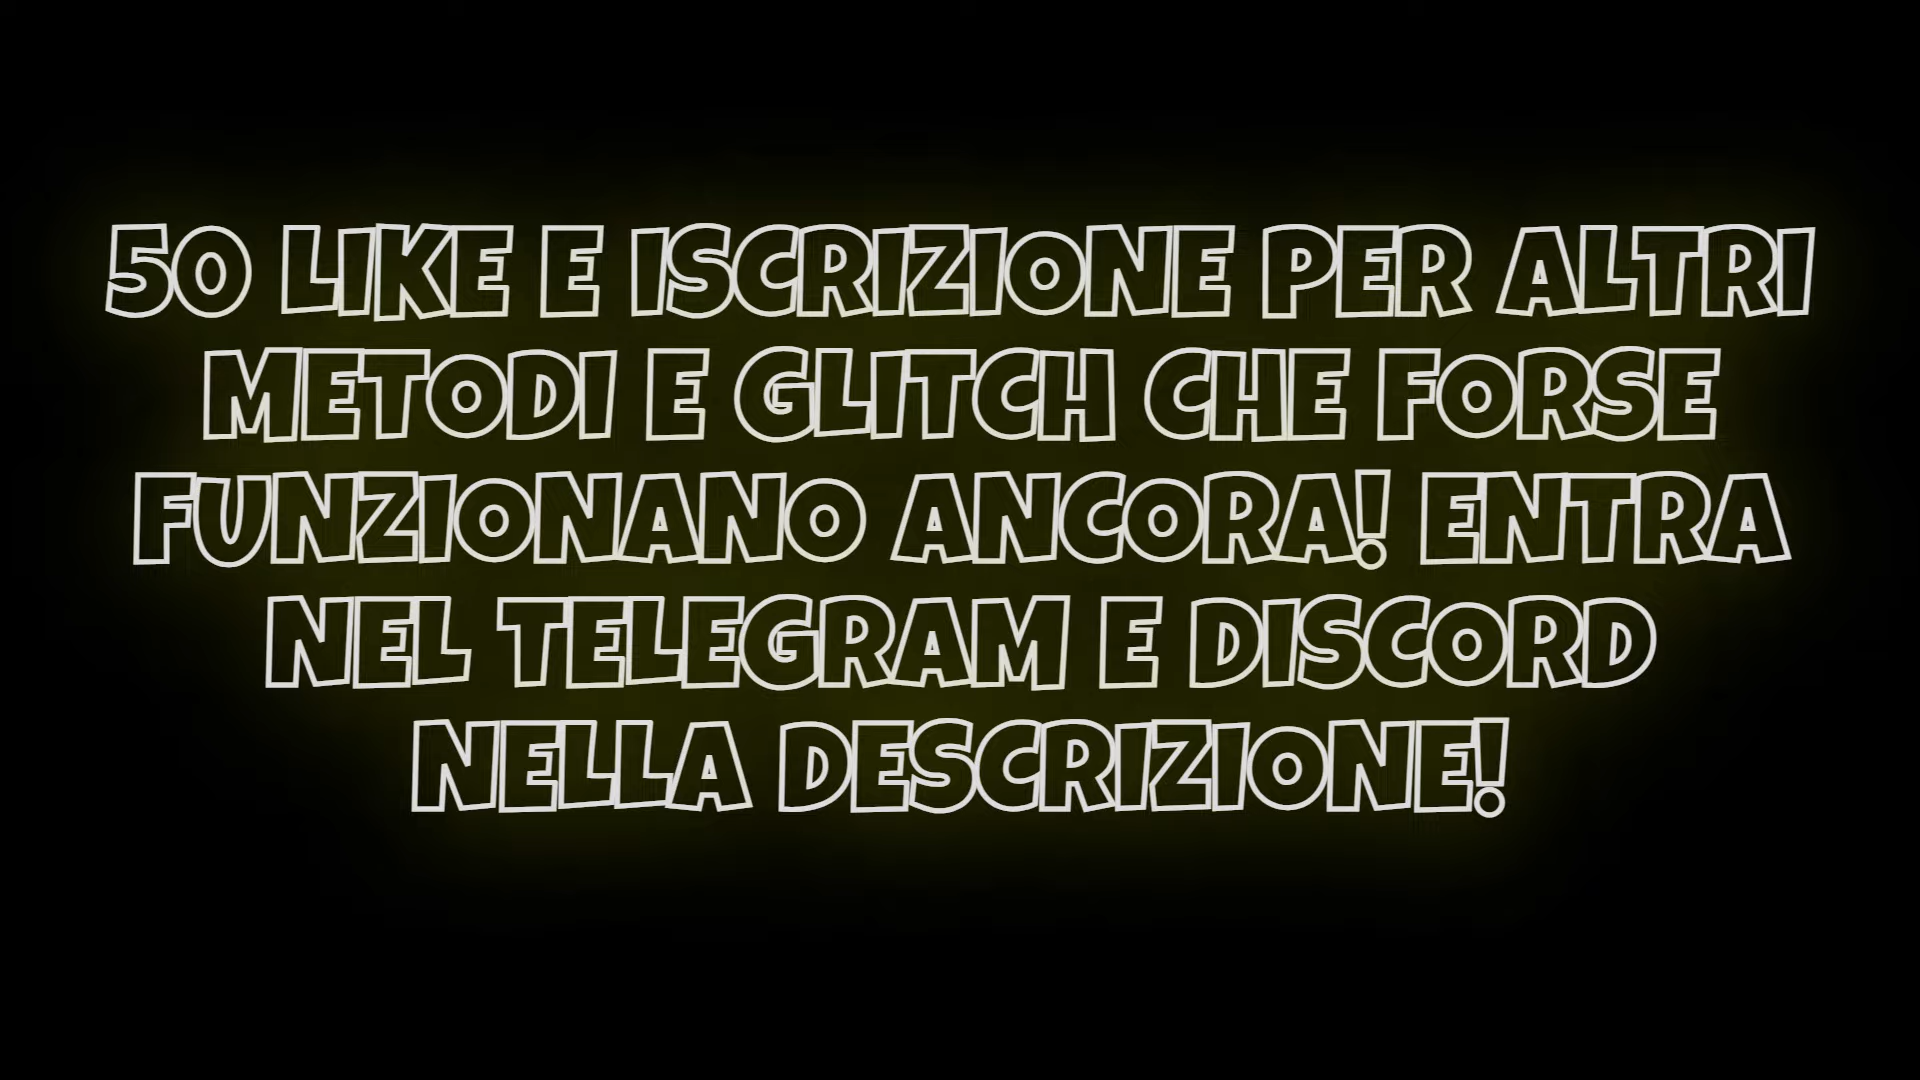 50 LIKE E ISCRIZIONE PER ALTRI
METODI E GLITCH CHE FORSE
FUNZIONANO ANCORA! ENTRA
NEL TELEGRAM E DISCORD
NELLA DESCRIZIONE!